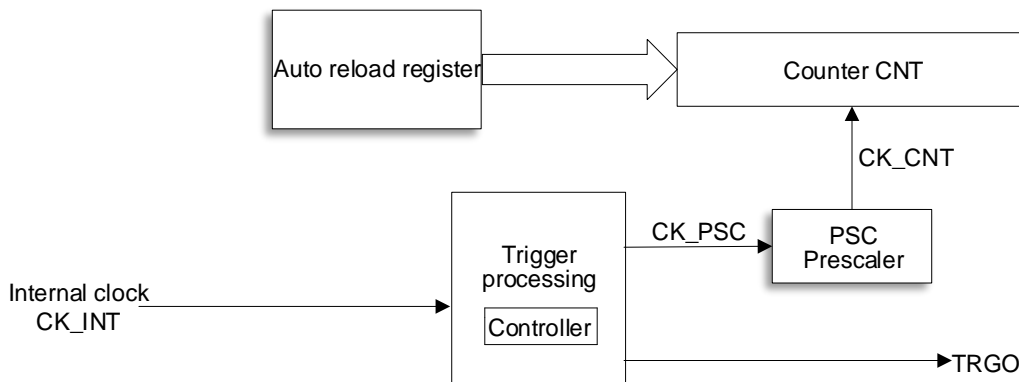 Auto reload register
Counter CNT
CK_CNT
CK_PSC
PSC
Prescaler
Trigger
processing
Controller
Internal clock
CK_INT
TRGO